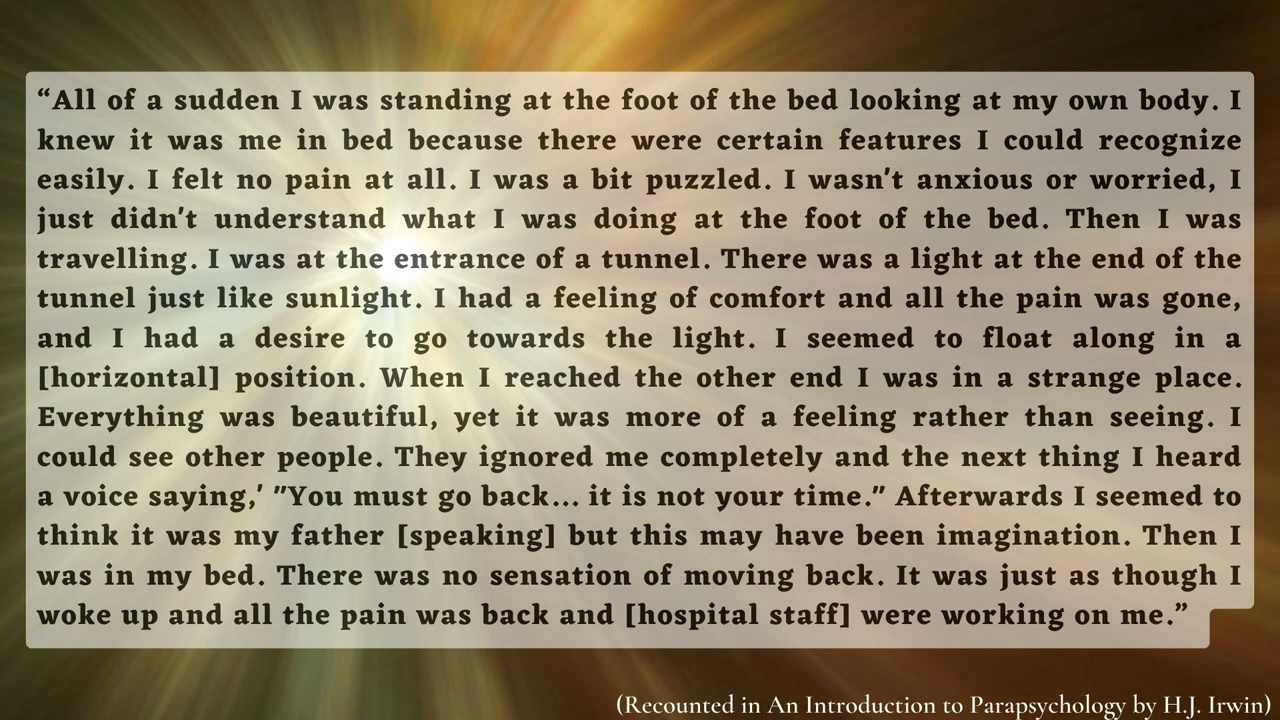 “All of a sudden I was standing at the foot of the bed looking at my own body. I
knew it was me in bed because there were certain features I could recognize
easily. I felt no pain at all. I was a bit puzzled. I wasn't anxious or worried, I
just didn't understand what I was doing at the foot of the bed. Then I was
travelling. I was at the entrance of a tunnel. There was a light at the end of the
tunnel just like sunlight. I had a feeling of comfort and all the pain was gone,
and I had a desire to go towards the light. I seemed to float along in a
[horizontal] position. When I reached the other end I was in a strange place.
Everything was beautiful, yet it was more of a feeling rather than seeing. I
could see other people. They ignored me completely and the next thing I heard
a voice saying,' "You must go back... it is not your time." Afterwards I seemed to
think it was my father [speaking] but this may have been imagination. Then I
was in my bed. There was no sensation of moving back. It was just as though I
woke up and all the pain was back and [hospital staff] were working on me.”
(Recounted in An Introduction to Parapsychology by H.J. Irwin)